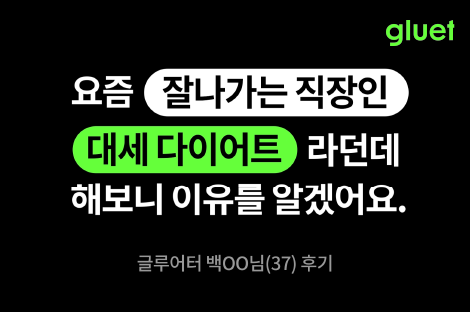 gluet
요즘 잘나가는 직장인
대세 다이어트 라던데
해보니 이유를 알겠어요.
글루어터 백OO님(37) 후기